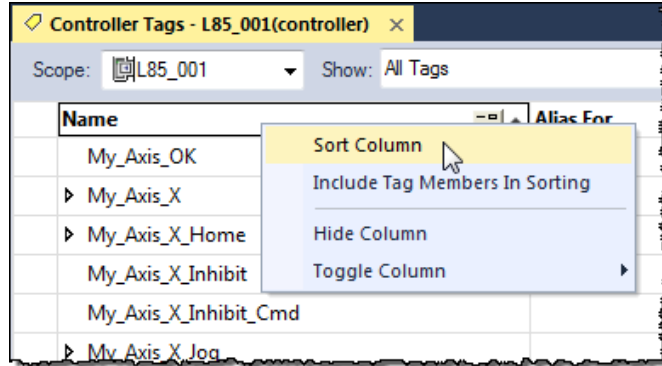 Controller Tags - L85_001(controller)
Scope: L85_001 Show: All Tags
Name Alias For
My_Axis_OK
Sort Column
My_Axis_X
Include Tag Members In Sorting
My_Axis_X_Home
Hide Column
My_Axis_X_Inhibit
Toggle Column
My_Axis_X_Inhibit_Cmd
My_Axis_X_Jog